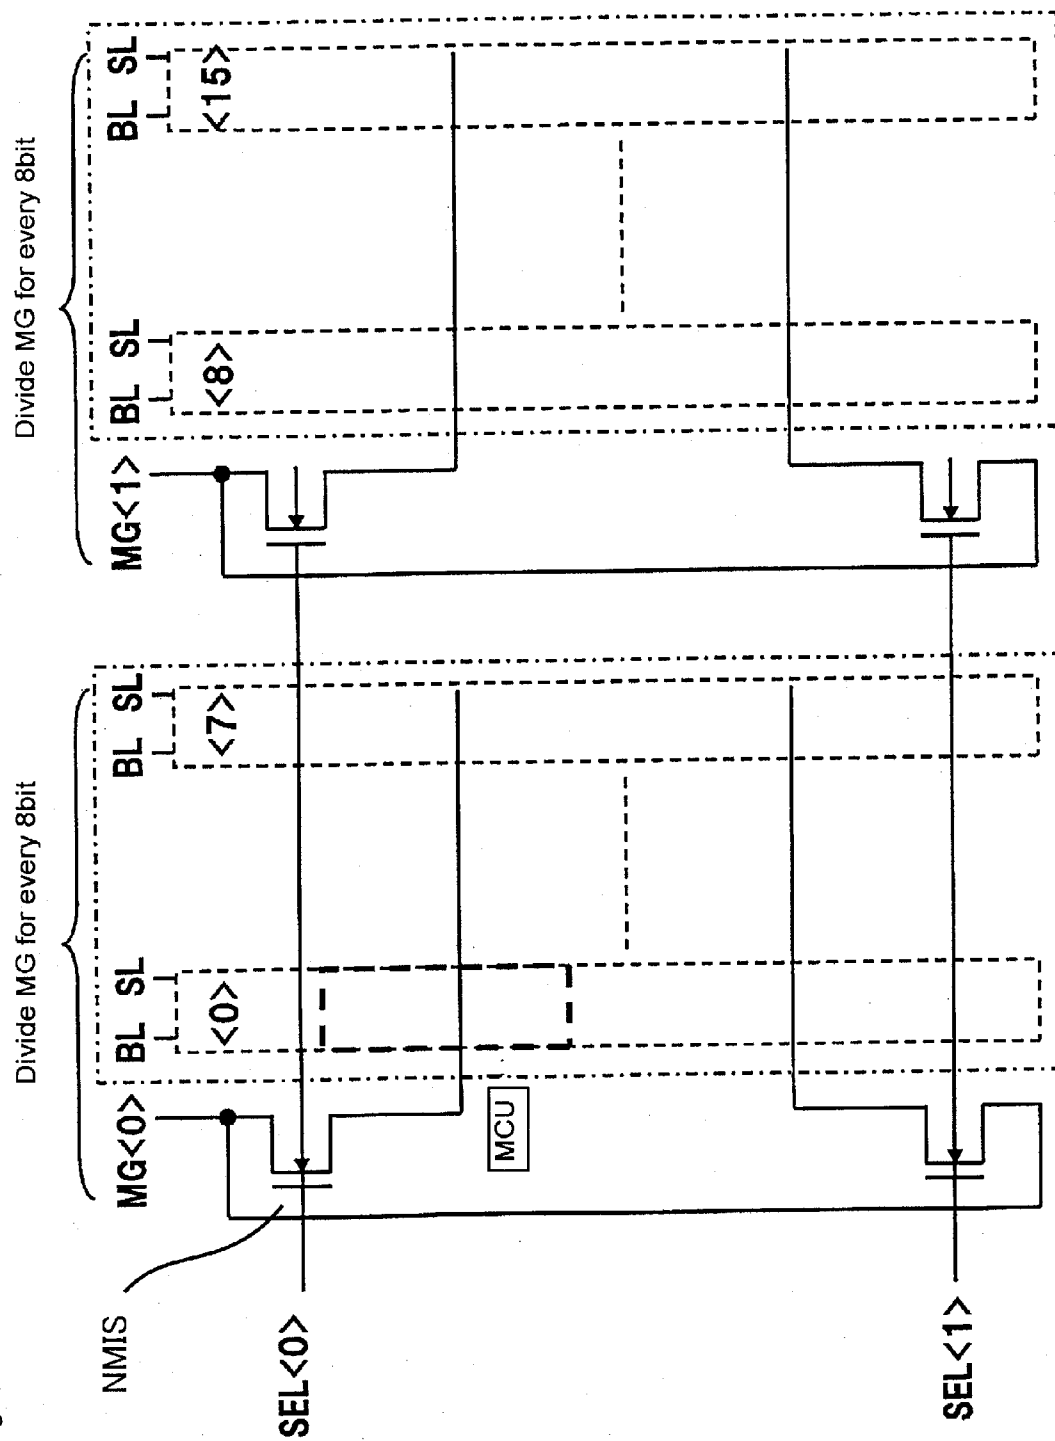 Divide MG for every 8bit
Divide MG for every 8bit
NMIS
MG<0> BL SL BL SL MG<1> BL SL BL SL
<0> <7> <8> <15>
SEL<0>
MCU
SEL<1>